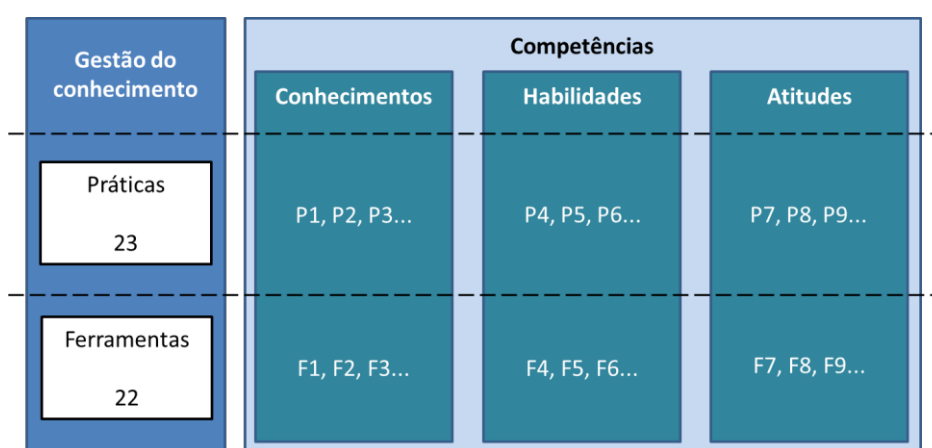 Gestão do
conhecimento
Competências
Conhecimentos
Habilidades
Atitudes
Práticas
23
P1, P2, P3...
P4, P5, P6...
P7, P8, P9...
Ferramentas
22
F1, F2, F3...
F4, F5, F6...
F7, F8, F9...